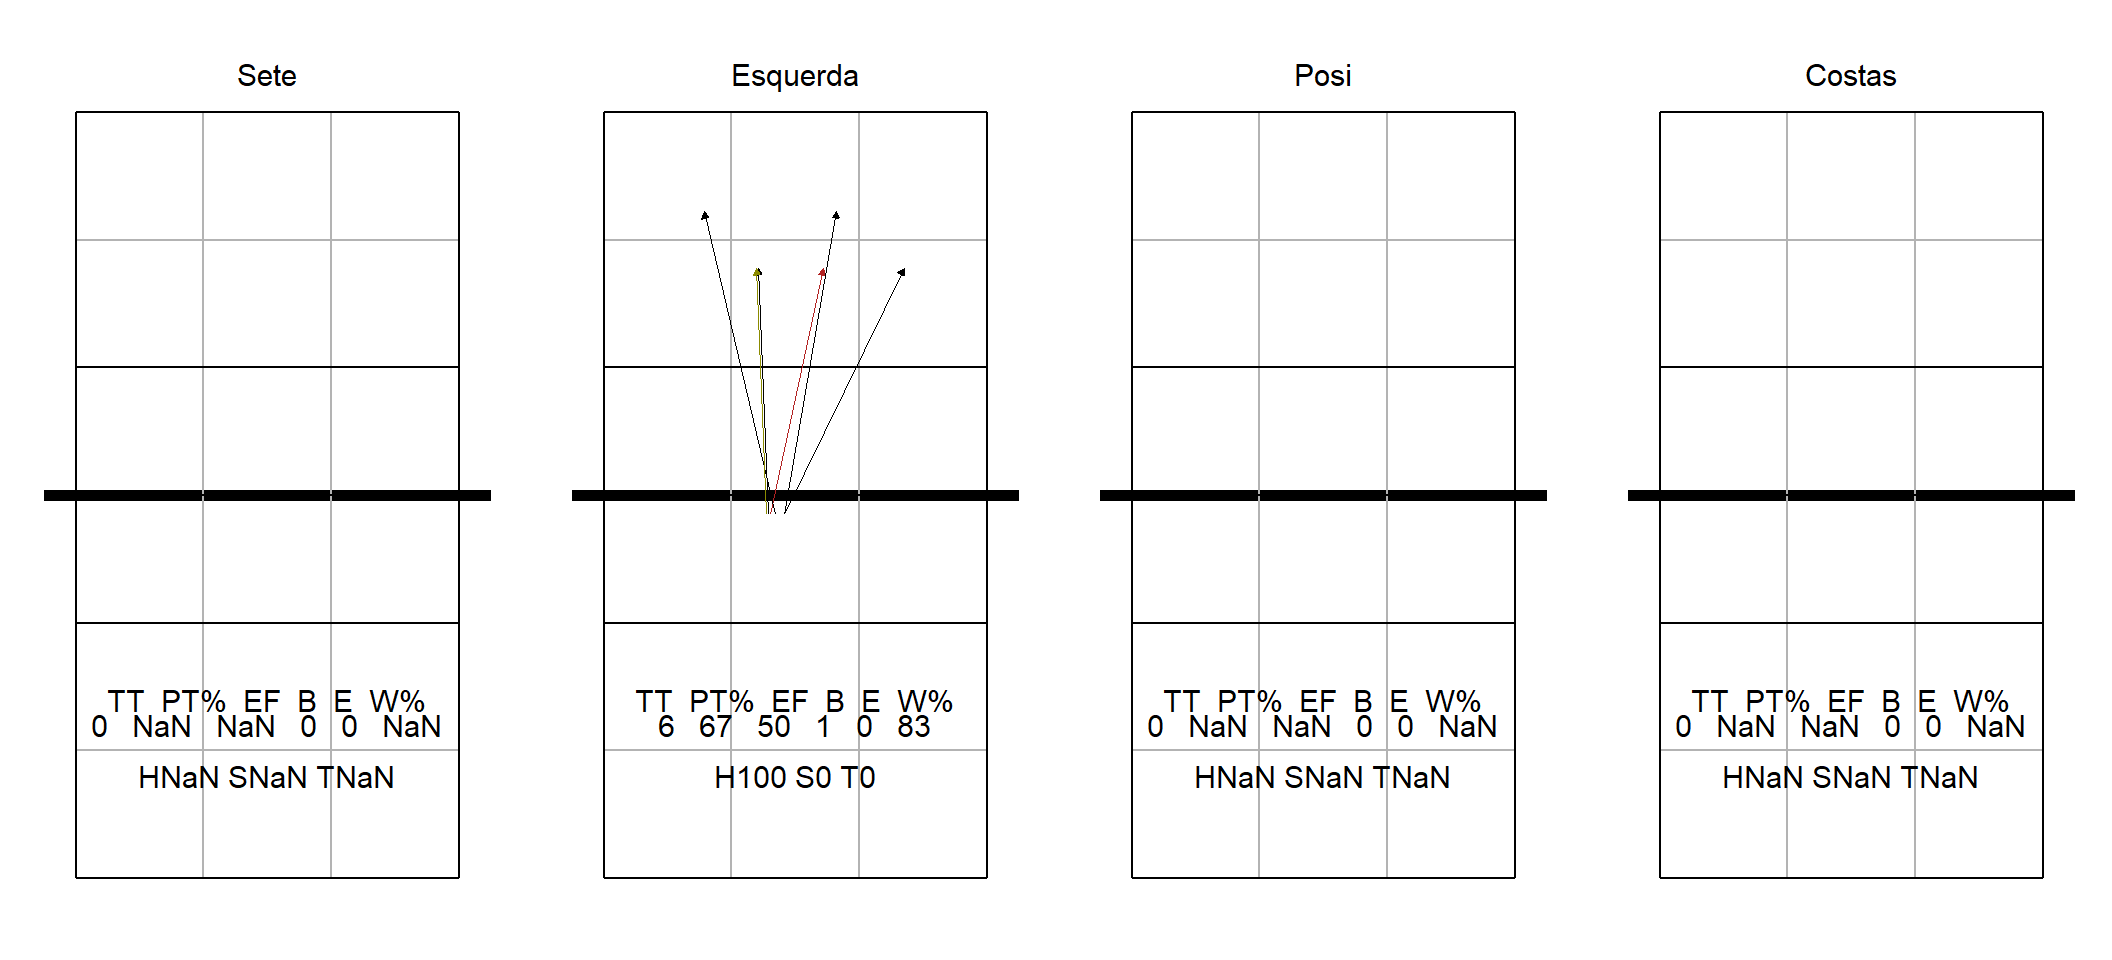 Sete
TT PT% EF B E W%
0 NaN NaN 0 0 NaN
HNaN SNaN TNaN
Esquerda
TT PT% EF B E W%
6 67 50 1 0 83
H100 S0 T0
Posi
TT PT% EF B E W%
0 NaN NaN 0 0 NaN
HNaN SNaN TNaN
Costas
TT PT% EF B E W%
0 NaN NaN 0 0 NaN
HNaN SNaN TNaN